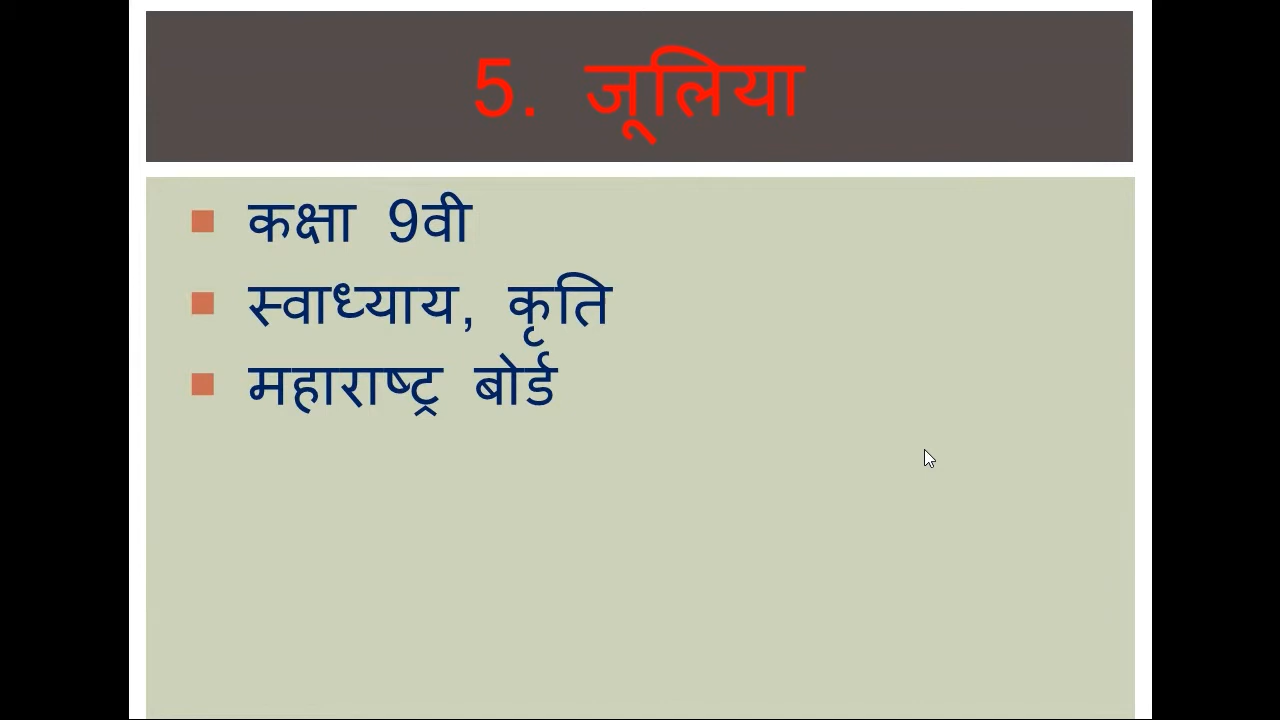 5. जूलिया
कक्षा 9वी
स्वाध्याय, कृति
महाराष्ट्र बोर्ड